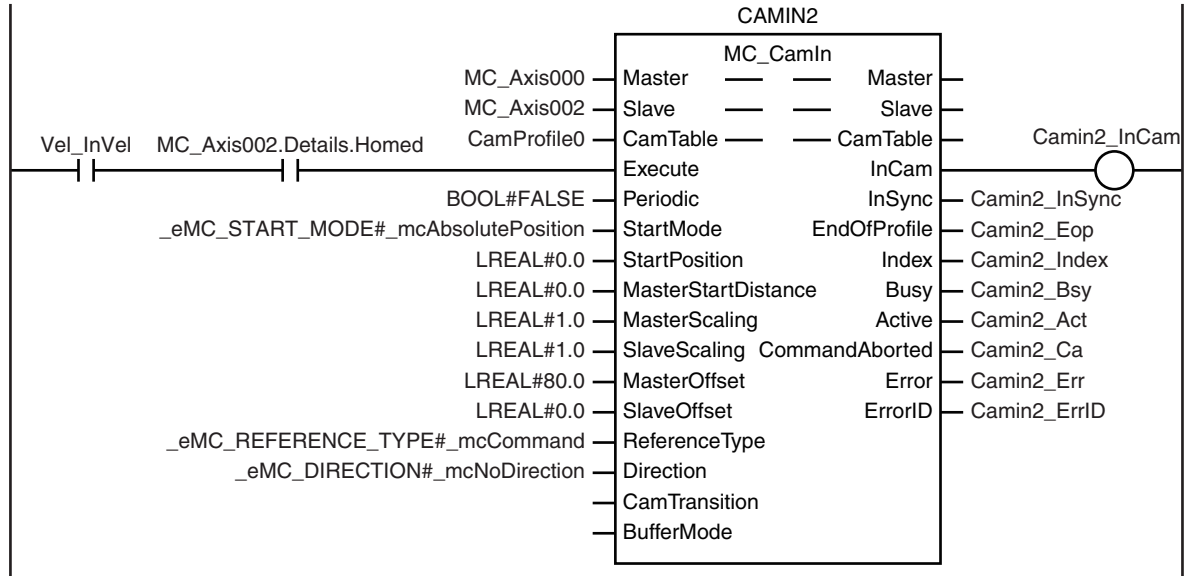 CAMIN2
MC_CamIn
MC_Axis000 Master Master
MC_Axis002 Slave Slave
CamProfile0 CamTable CamTable
Vel_InVel MC_Axis002.Details.Homed Execute InCam Camin2_InCam
BOOL#FALSE Periodic InSync Camin2_InSync
_eMC_START_MODE#_mcAbsolutePosition StartMode EndOfProfile Camin2_Eop
LREAL#0.0 StartPosition Index Camin2_Index
LREAL#0.0 MasterStartDistance Busy Camin2_Bsy
LREAL#1.0 MasterScaling Active Camin2_Act
LREAL#1.0 SlaveScaling CommandAborted Camin2_Ca
LREAL#80.0 MasterOffset Error Camin2_Err
LREAL#0.0 SlaveOffset ErrorID Camin2_ErrID
_eMC_REFERENCE_TYPE#_mcCommand ReferenceType
_eMC_DIRECTION#_mcNoDirection Direction
CamTransition
BufferMode